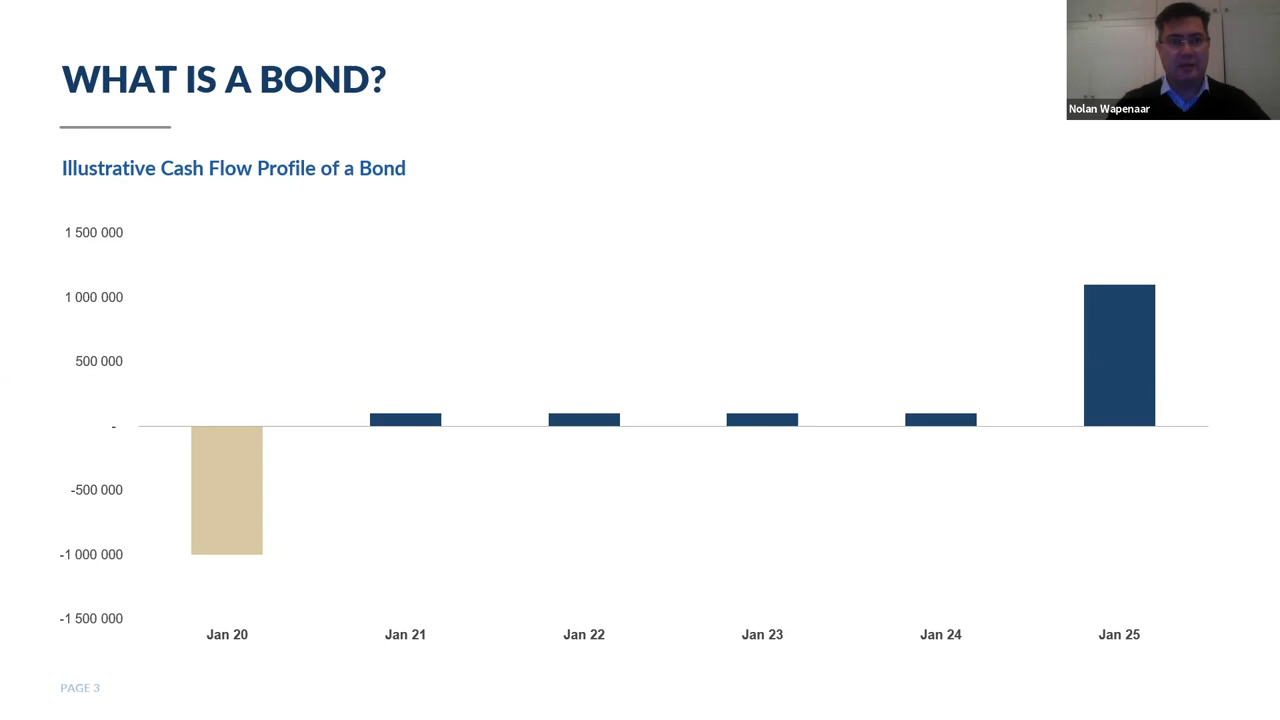 WHAT IS A BOND?
Nolan Wapenaar
Illustrative Cash Flow Profile of a Bond
1 500 000
1 000 000
500 000
-
-500 000
-1 000 000
-1 500 000
Jan 20 Jan 21 Jan 22 Jan 23 Jan 24 Jan 25
PAGE 3